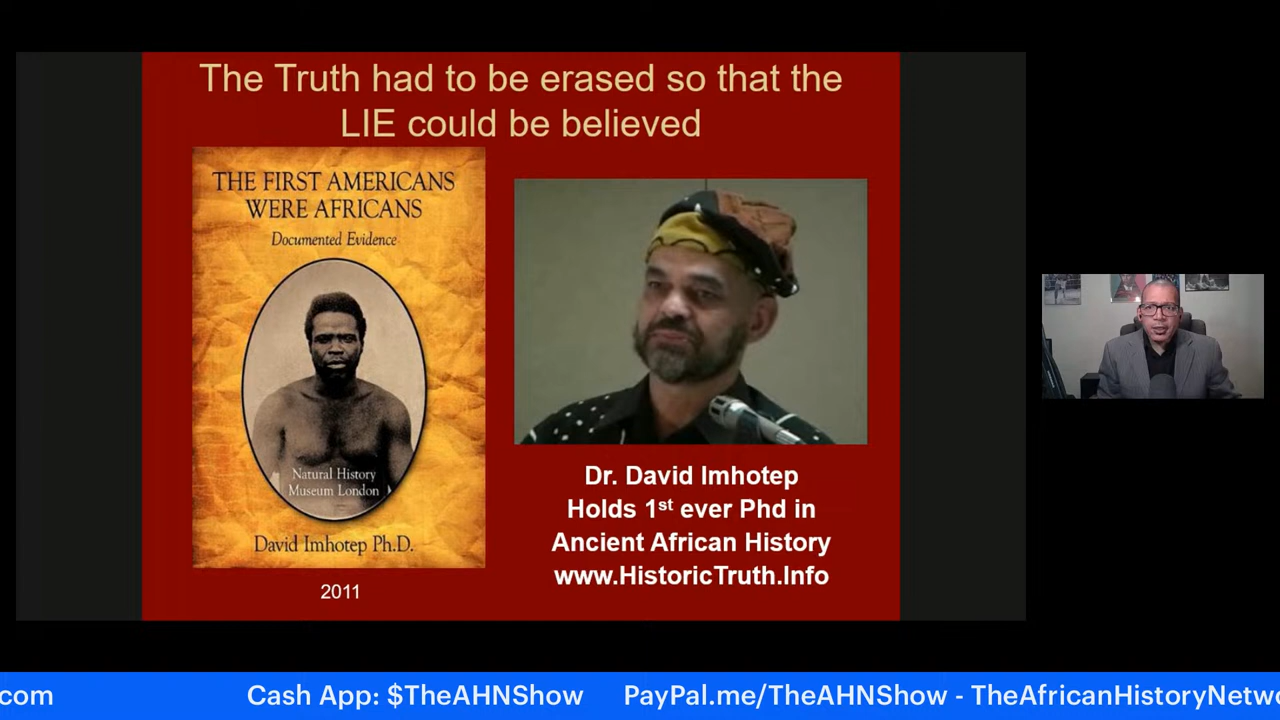 The Truth had to be erased so that the
LIE could be believed
THE FIRST AMERICANS
WERE AFRICANS
Documented Evidence
Natural History
Museum London
David Imhotep Ph.D.
2011
Dr. David Imhotep
Holds 1st ever Phd in
Ancient African History
www.HistoricTruth.Info
.com Cash App: $TheAHNShow PayPal.me/TheAHNShow - TheAfricanHistoryNetwo